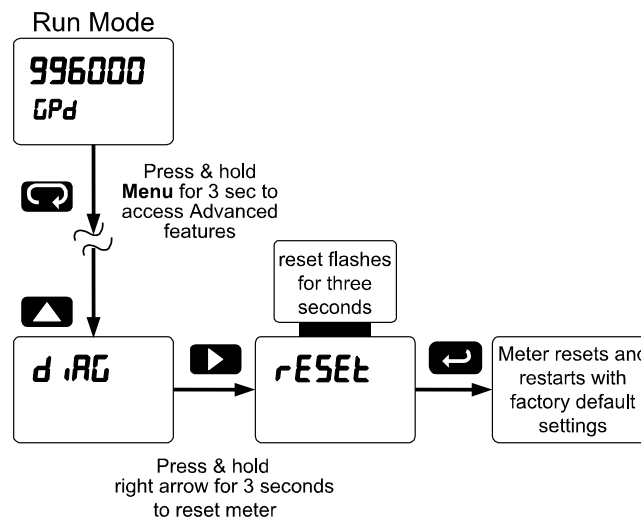 Run Mode
996000
GPd
Press & hold
Menu for 3 sec to
access Advanced
features
reset flashes
for three
seconds
diAG
rESEt
Meter resets and
restarts with
factory default
settings
Press & hold
right arrow for 3 seconds
to reset meter